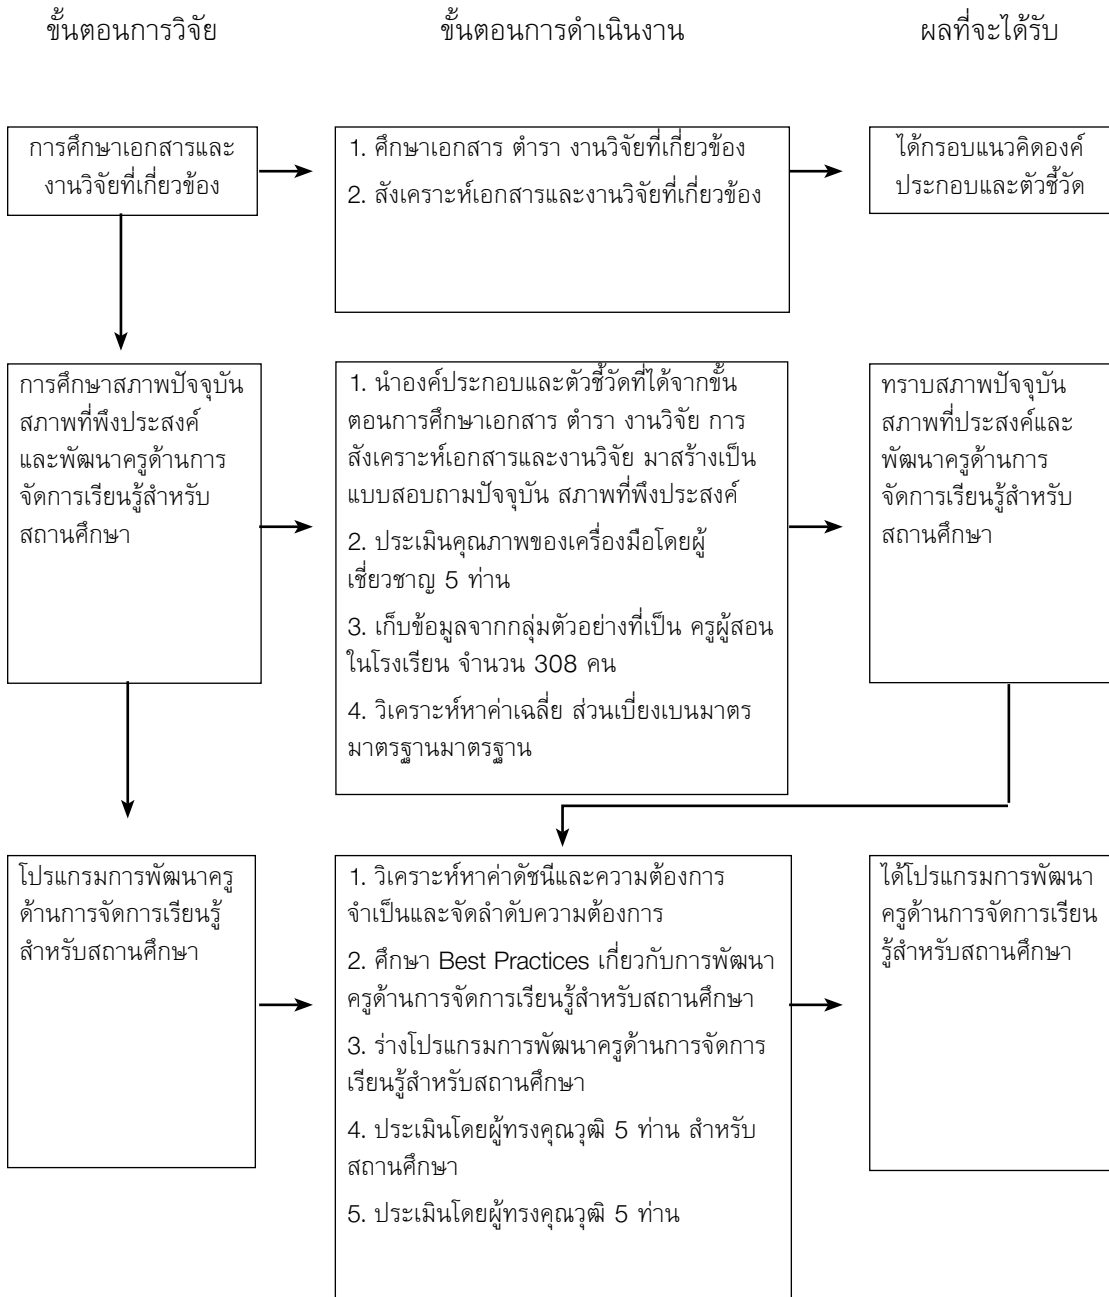 ขั้นตอนการวิจัย
ขั้นตอนการดำเนินงาน
ผลที่จะได้รับ
การศึกษาเอกสารและ
งานวิจัยที่เกี่ยวข้อง
1. ศึกษาเอกสาร ตำรา งานวิจัยที่เกี่ยวข้อง
2. สังเคราะห์เอกสารและงานวิจัยที่เกี่ยวข้อง
ได้กรอบแนวคิดองค์
ประกอบและตัวชี้วัด
การศึกษาสภาพปัจจุบัน
สภาพที่พึงประสงค์
และพัฒนาครูด้านการ
จัดการเรียนรู้สำหรับ
สถานศึกษา
1. นำองค์ประกอบและตัวชี้วัดที่ได้จากขั้น
ตอนการศึกษาเอกสาร ตำรา งานวิจัย การ
สังเคราะห์เอกสารและงานวิจัย มาสร้างเป็น
แบบสอบถามปัจจุบัน สภาพที่พึงประสงค์
2. ประเมินคุณภาพของเครื่องมือโดยผู้
เชี่ยวชาญ 5 ท่าน
3. เก็บข้อมูลจากกลุ่มตัวอย่างที่เป็น ครูผู้สอน
ในโรงเรียน จำนวน 308 คน
4. วิเคราะห์หาค่าเฉลี่ย ส่วนเบี่ยงเบนมาตร
มาตรฐานมาตรฐาน
ทราบสภาพปัจจุบัน
สภาพที่ประสงค์และ
พัฒนาครูด้านการ
จัดการเรียนรู้สำหรับ
สถานศึกษา
โปรแกรมการพัฒนาครู
ด้านการจัดการเรียนรู้
สำหรับสถานศึกษา
1. วิเคราะห์หาค่าดัชนีและความต้องการ
จำเป็นและจัดลำดับความต้องการ
2. ศึกษา Best Practices เกี่ยวกับการพัฒนา
ครูด้านการจัดการเรียนรู้สำหรับสถานศึกษา
3. ร่างโปรแกรมการพัฒนาครูด้านการจัดการ
เรียนรู้สำหรับสถานศึกษา
4. ประเมินโดยผู้ทรงคุณวุฒิ 5 ท่าน สำหรับ
สถานศึกษา
5. ประเมินโดยผู้ทรงคุณวุฒิ 5 ท่าน
ได้โปรแกรมการพัฒนา
ครูด้านการจัดการเรียน
รู้สำหรับสถานศึกษา